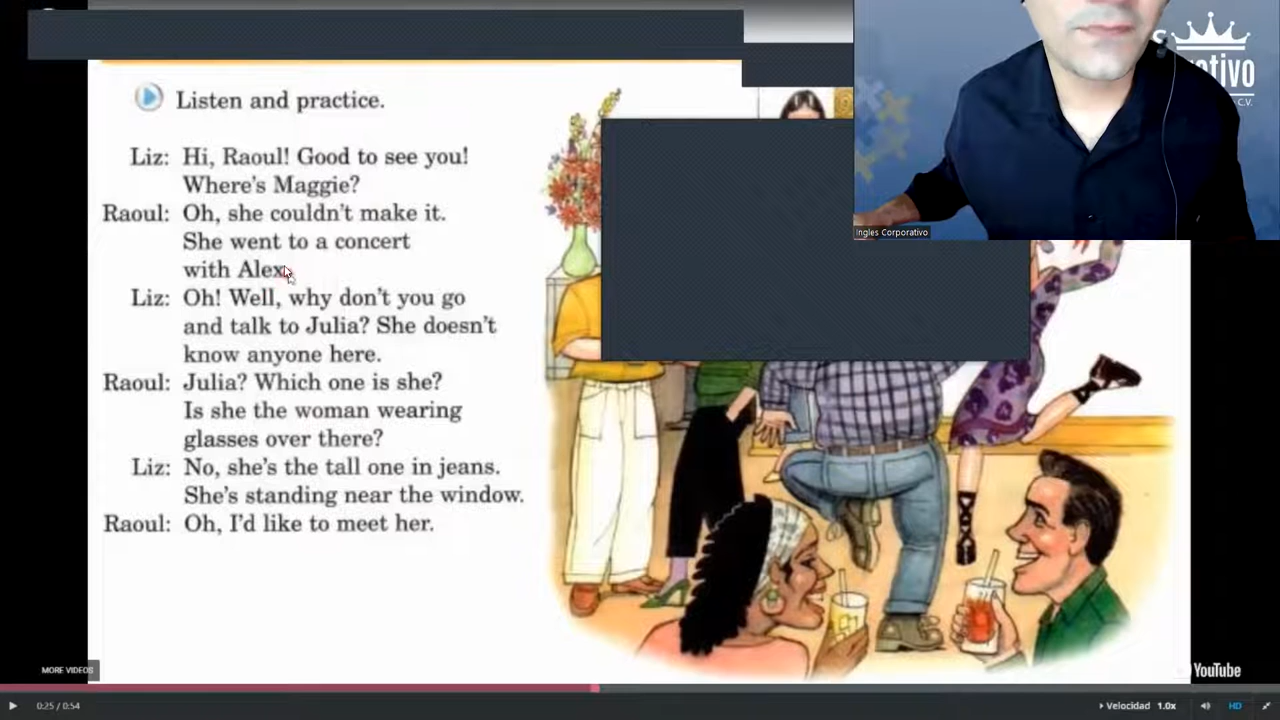 Listen and practice.
Liz: Hi, Raoul! Good to see you!
Where's Maggie?
Raoul: Oh, she couldn't make it.
She went to a concert
with Alex.
Liz: Oh! Well, why don't you go
and talk to Julia? She doesn't
know anyone here.
Raoul: Julia? Which one is she?
Is she the woman wearing
glasses over there?
Liz: No, she's the tall one in jeans.
She's standing near the window.
Raoul: Oh, I'd like to meet her.
Ingles Corporativo
C.V.
MORE VIDEOS
YouTube
0:25 / 0:54
Velocidad 1.0x
HD